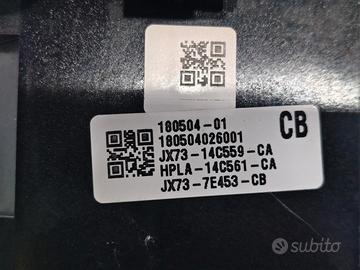 180504-01
CB
180504026001
JX73-14C559-CA
HPLA-14C561-CA
JX73-7E453-CB
subito